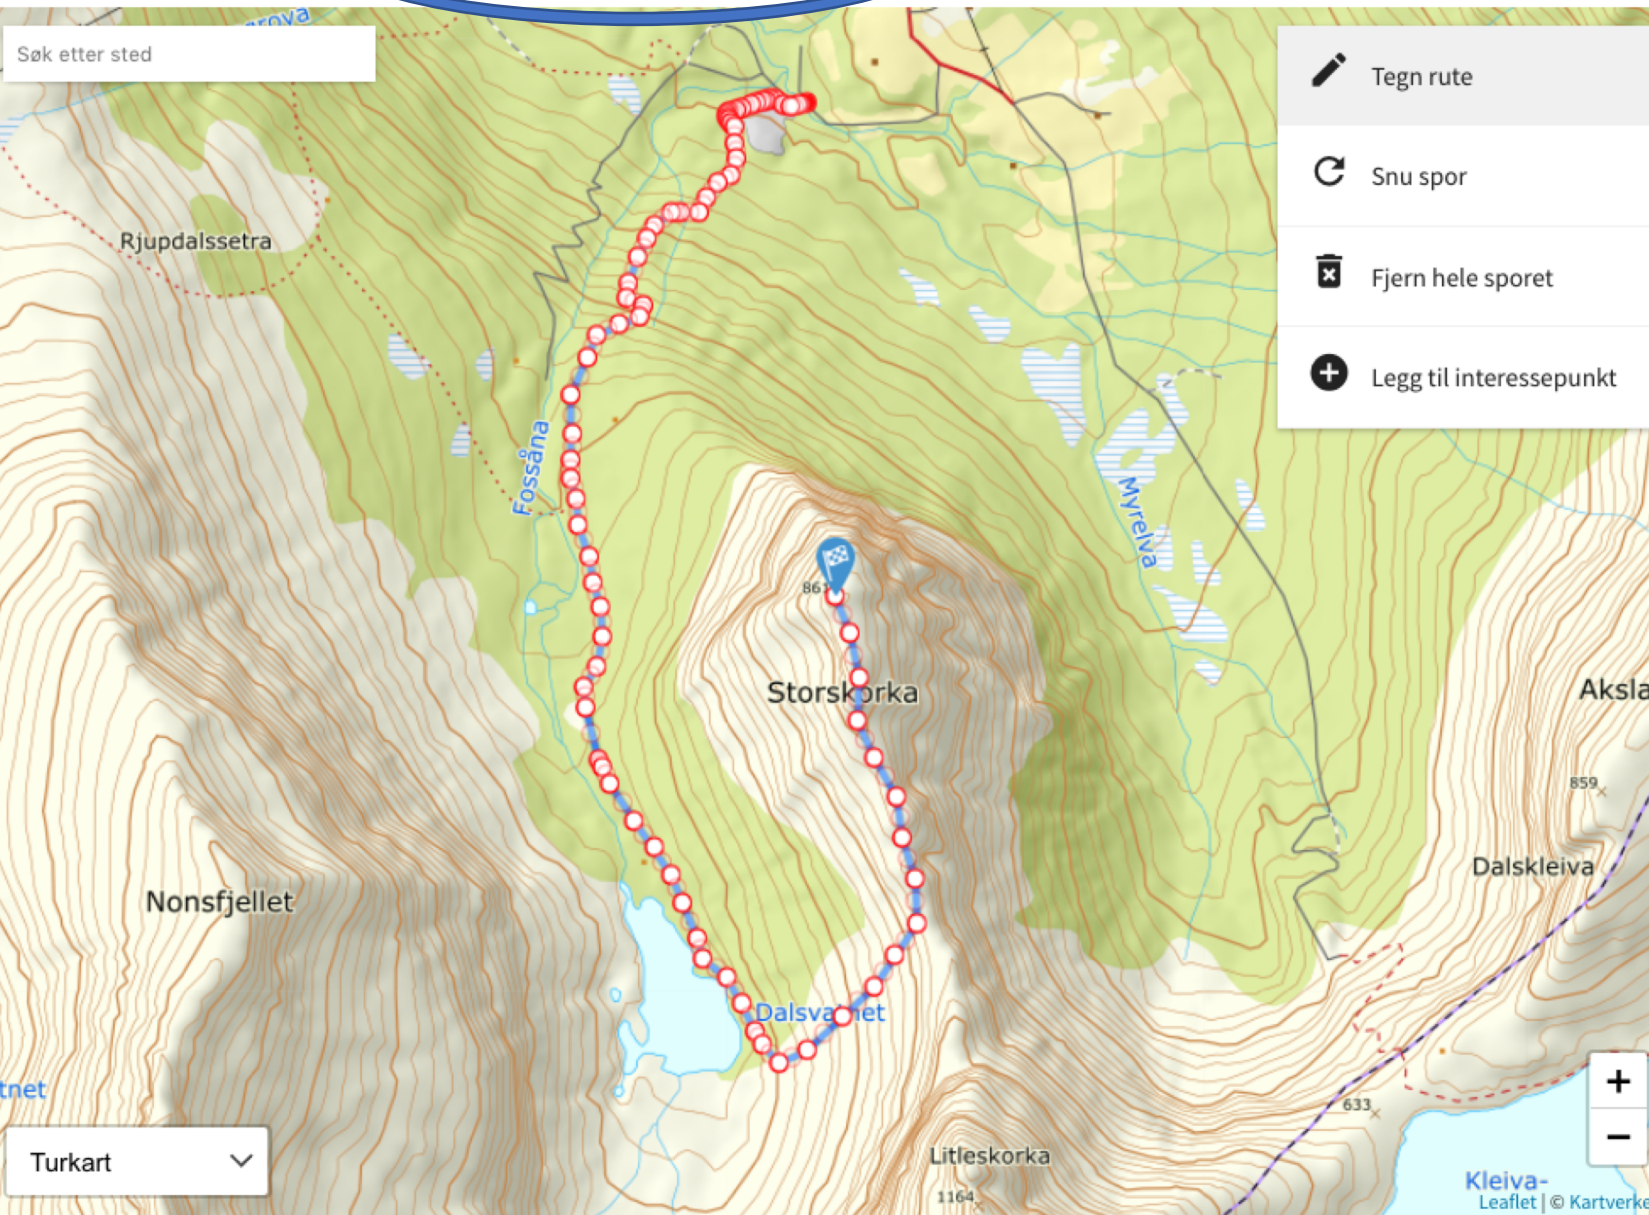 grova
Søk etter sted
Tegn rute
Snu spor
Rjupdalssetra
Fjern hele sporet
Legg til interessepunkt
Fossåna
Myrelva
861
Storskorka
Aksla
859
Dalskleiva
Nonsfjellet
Dalsvatnet
tnet
633
Turkart
+
−
Litleskorka
1164
Kleiva-
Leaflet | © Kartverke